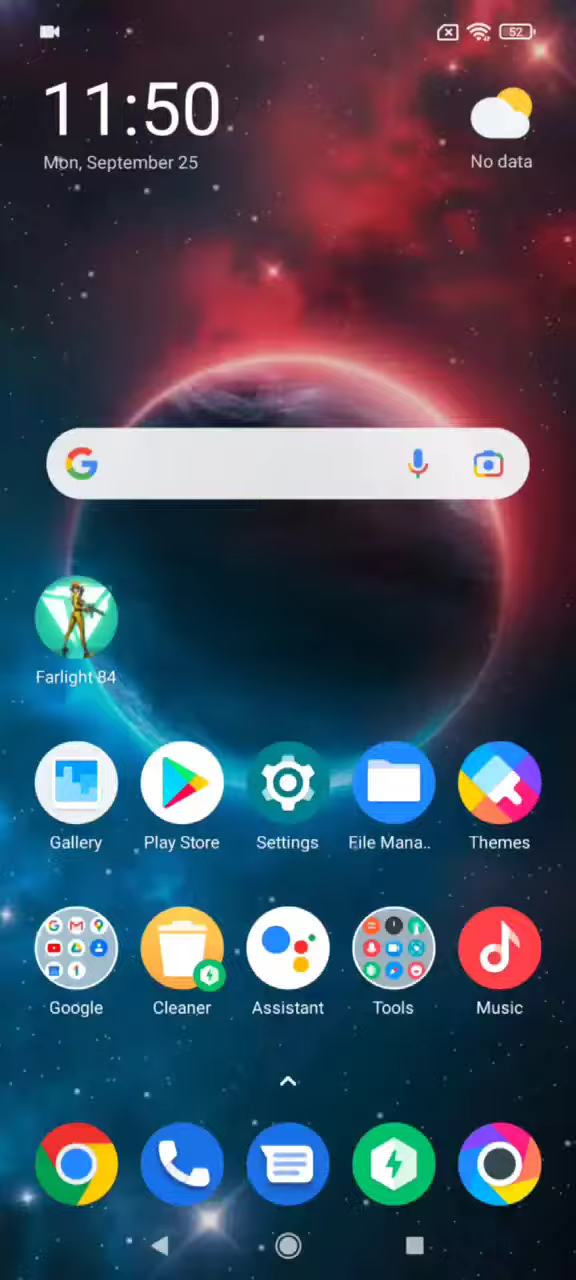 52
11:50
Mon, September 25
No data
Farlight 84
Gallery
Play Store
Settings
File Mana..
Themes
Google
Cleaner
Assistant
Tools
Music